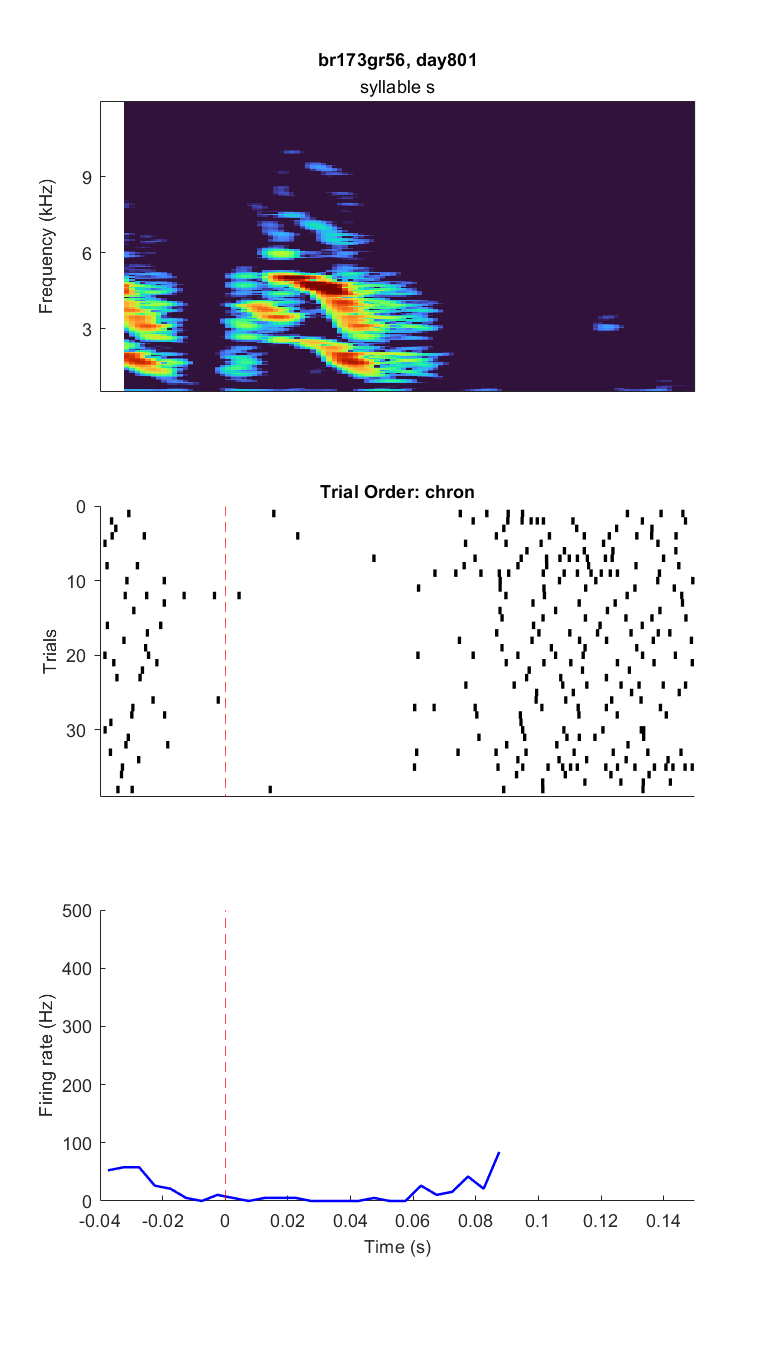 br173gr56, day801
syllable s
9
6
3
Frequency (kHz)
Trial Order: chron
0
10
20
30
Trials
500
400
300
200
100
0
Firing rate (Hz)
-0.04 -0.02 0 0.02 0.04 0.06 0.08 0.1 0.12 0.14
Time (s)